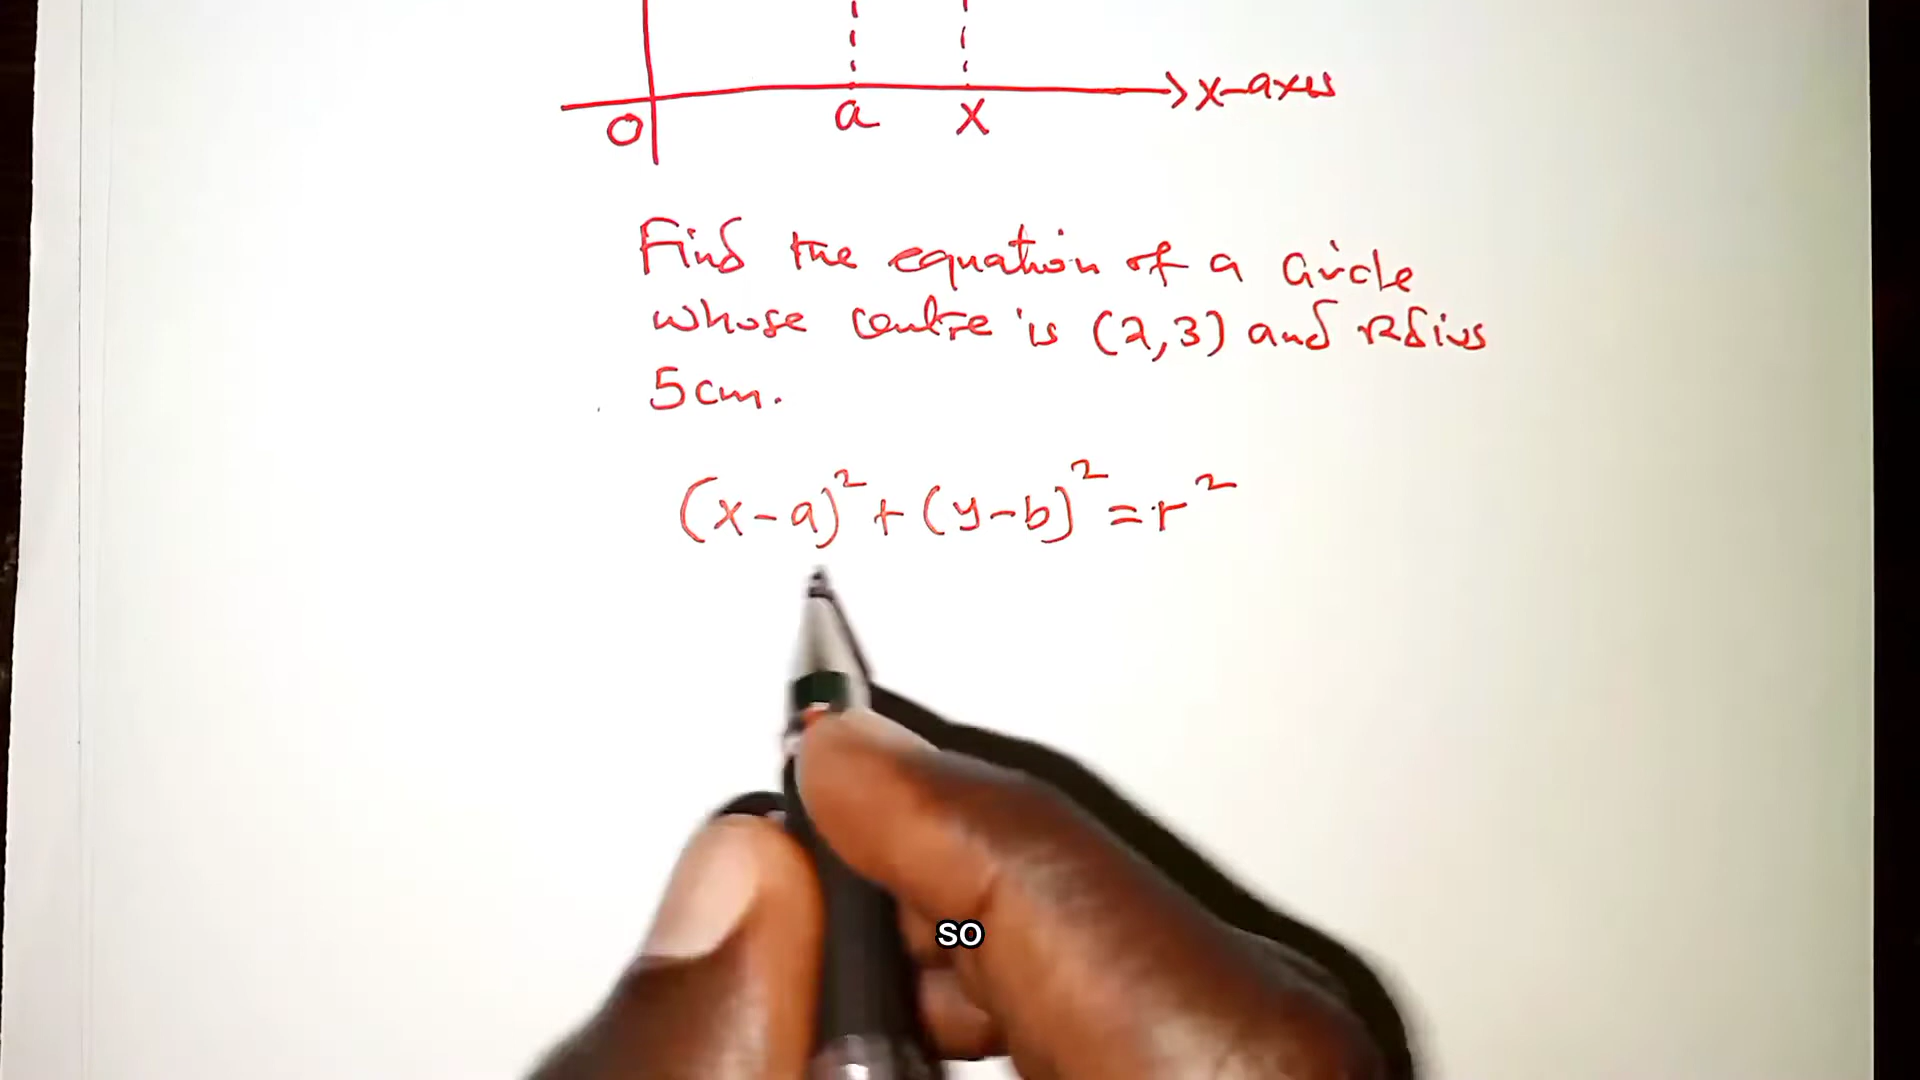 x-axis
O a x
Find the equation of a circle
whose centre is (2,3) and radius
5cm.
(x-a)²+(y-b)²=r²
so